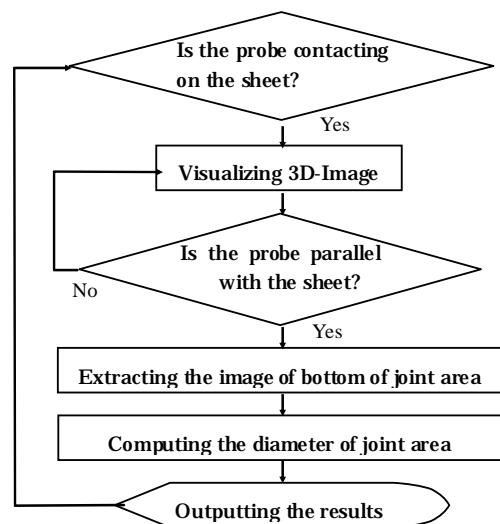 Is the probe contacting
on the sheet?
Yes
Visualizing 3D-Image
Is the probe parallel
with the sheet?
No
Yes
Extracting the image of bottom of joint area
Computing the diameter of joint area
Outputting the results